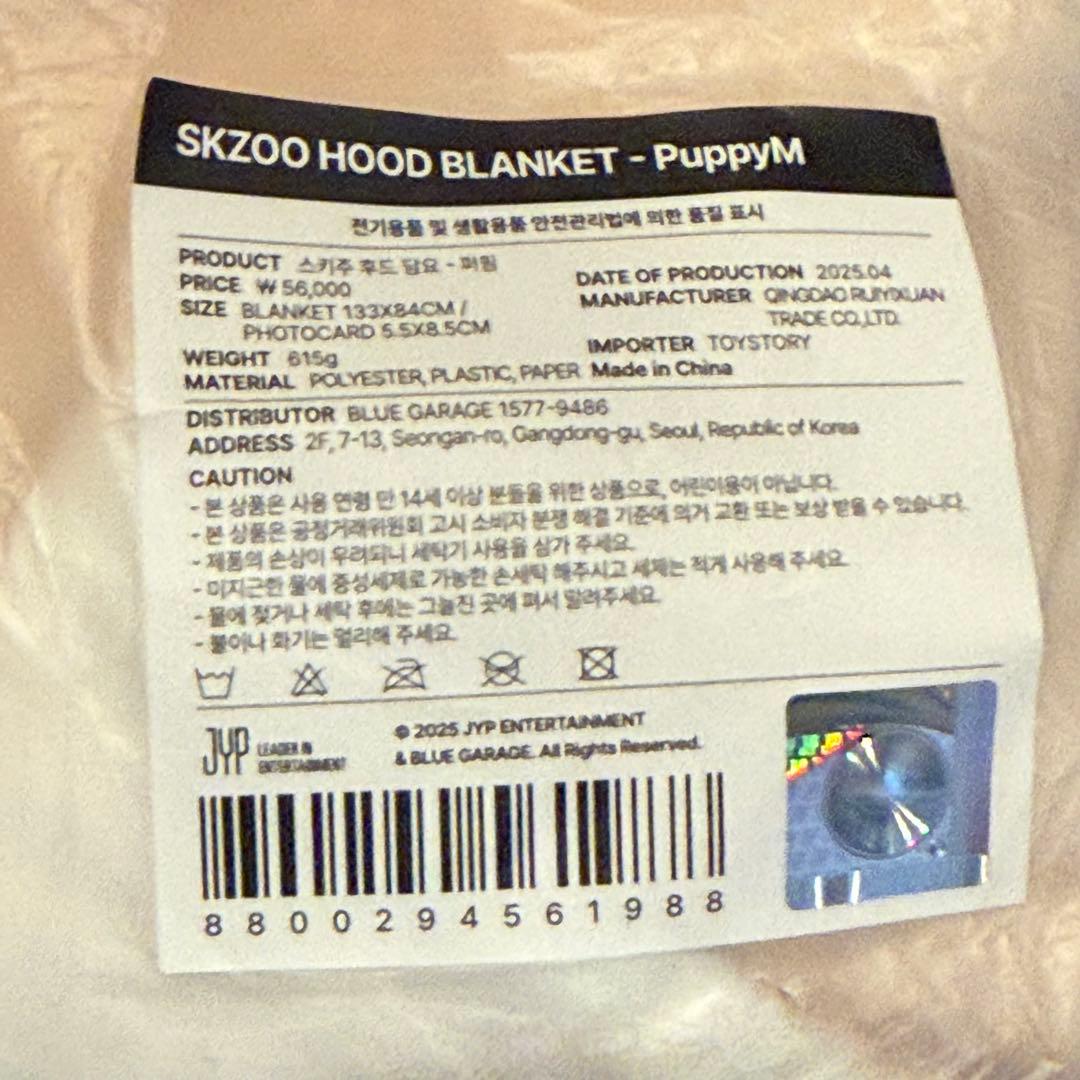 SKZOO HOOD BLANKET - PuppyM
전기용품 및 생활용품 안전관리법에 의한 품질 표시
PRODUCT 스키주 후드 담요 - 퍼핌
PRICE ₩ 56,000
SIZE BLANKET 133X84CM /
PHOTOCARD 5.5X8.5CM
WEIGHT 615g
MATERIAL POLYESTER, PLASTIC, PAPER
DATE OF PRODUCTION 2025.04
MANUFACTURER QINGDAO RUIYIXUAN
TRADE CO.,LTD.
IMPORTER TOYSTORY
Made in China
DISTRIBUTOR BLUE GARAGE 1577-9486
ADDRESS 2F, 7-13, Seongan-ro, Gangdong-gu, Seoul, Republic of Korea
CAUTION
- 본 상품은 사용 연령 만 14세 이상 분들을 위한 상품으로, 어린이용이 아닙니다.
- 본 상품은 공정거래위원회 고시 소비자 분쟁 해결 기준에 의거 교환 또는 보상 받을 수 있습니다.
- 제품의 손상이 우려되니 세탁기 사용을 삼가 주세요.
- 미지근한 물에 중성세제로 가능한 손세탁 해주시고 세제는 적게 사용해 주세요.
- 물에 젖거나 세탁 후에는 그늘진 곳에 펴서 말려주세요.
- 불이나 화기는 멀리해 주세요.
JYP LEADER IN
ENTERTAINMENT
© 2025 JYP ENTERTAINMENT
& BLUE GARAGE. All Rights Reserved.
8800294561988